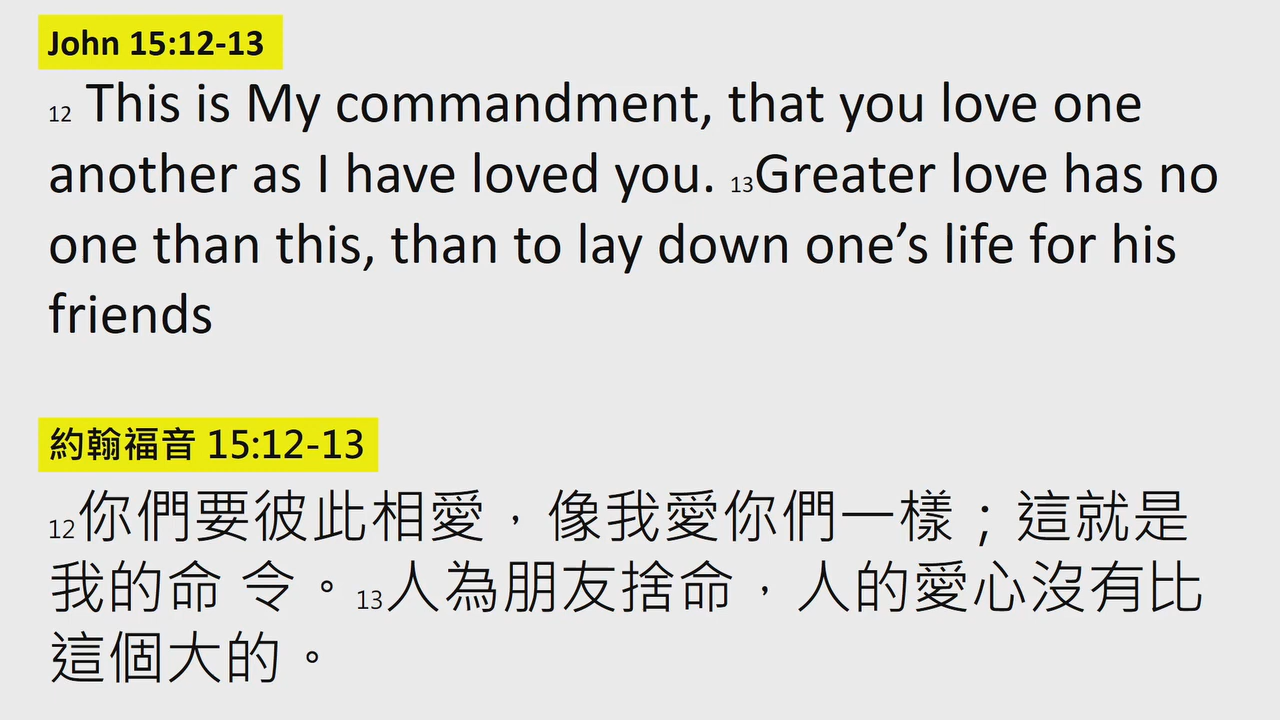 John 15:12-13
12 This is My commandment, that you love one
another as I have loved you. 13Greater love has no
one than this, than to lay down one’s life for his
friends
約翰福音 15:12-13
12你們要彼此相愛，像我愛你們一樣；這就是
我的命 令。13人為朋友捨命，人的愛心沒有比
這個大的。